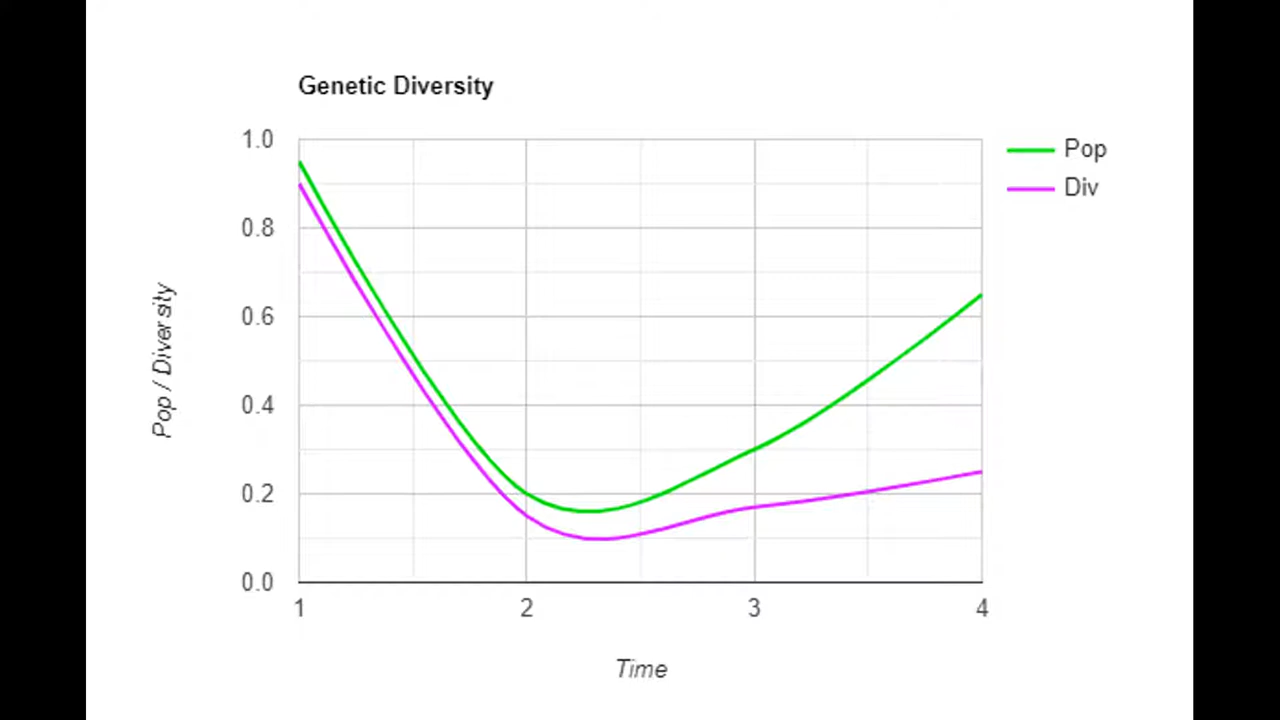 Genetic Diversity
1.0
0.8
0.6
0.4
0.2
0.0
Pop / Diversity
1 2 3 4
Time
Pop
Div